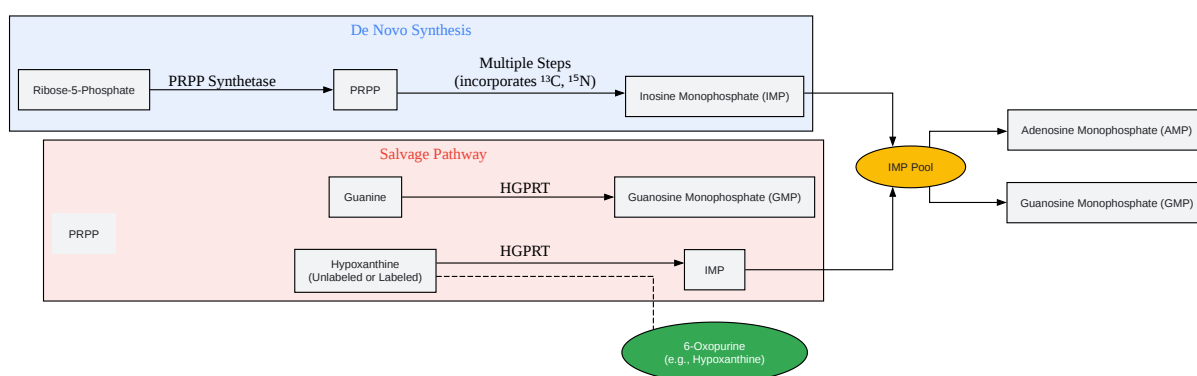 De Novo Synthesis
Ribose-5-Phosphate
PRPP Synthetase
PRPP
Multiple Steps
(incorporates ¹³C, ¹⁵N)
Inosine Monophosphate (IMP)
Salvage Pathway
PRPP
Guanine
HGPRT
Guanosine Monophosphate (GMP)
Hypoxanthine
(Unlabeled or Labeled)
HGPRT
IMP
6-Oxopurine
(e.g., Hypoxanthine)
IMP Pool
Adenosine Monophosphate (AMP)
Guanosine Monophosphate (GMP)